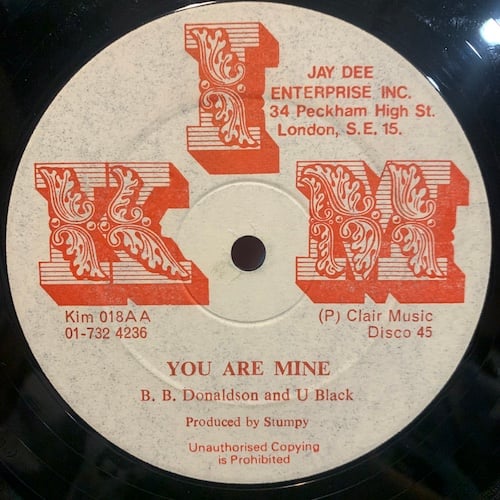 KIM
JAY DEE
ENTERPRISE INC.
34 Peckham High St.
London, S.E. 15.
Kim 018AA
01-732 4236
(P) Clair Music
Disco 45
YOU ARE MINE
B. B. Donaldson and U Black
Produced by Stumpy
Unauthorised Copying
is Prohibited